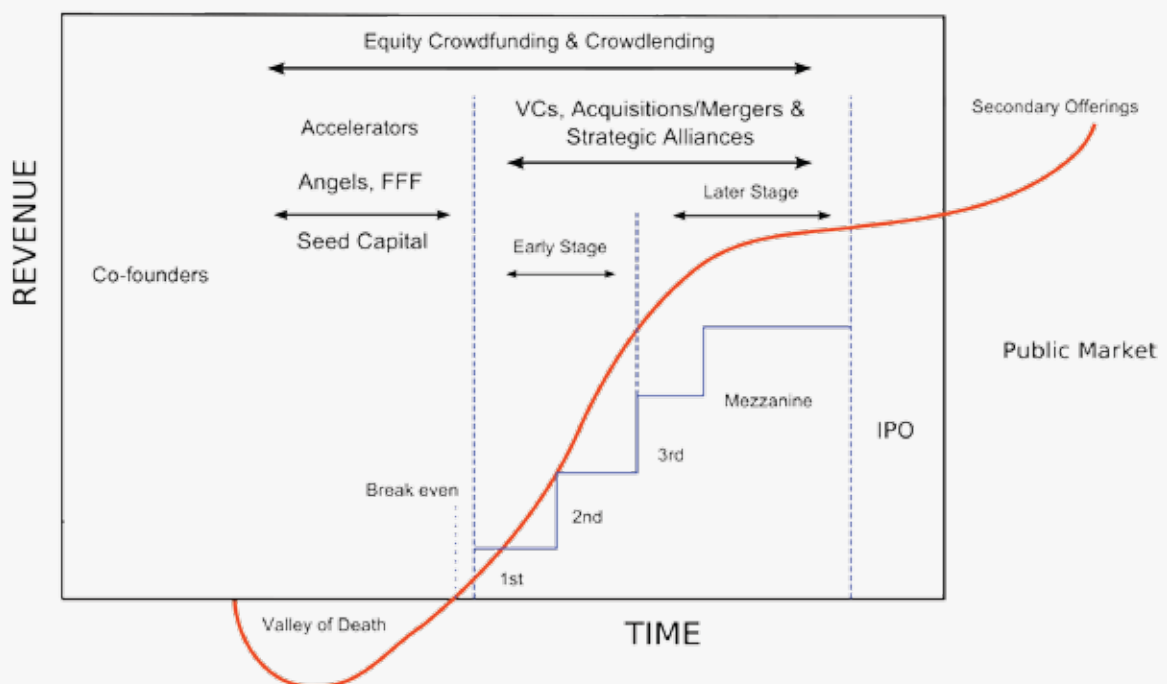 Equity Crowdfunding & Crowdlending
VCs, Acquisitions/Mergers &
Strategic Alliances
Secondary Offerings
Accelerators
Angels, FFF
Seed Capital
Later Stage
Early Stage
REVENUE
Co-founders
Public Market
Mezzanine
IPO
3rd
Break even
2nd
1st
Valley of Death
TIME